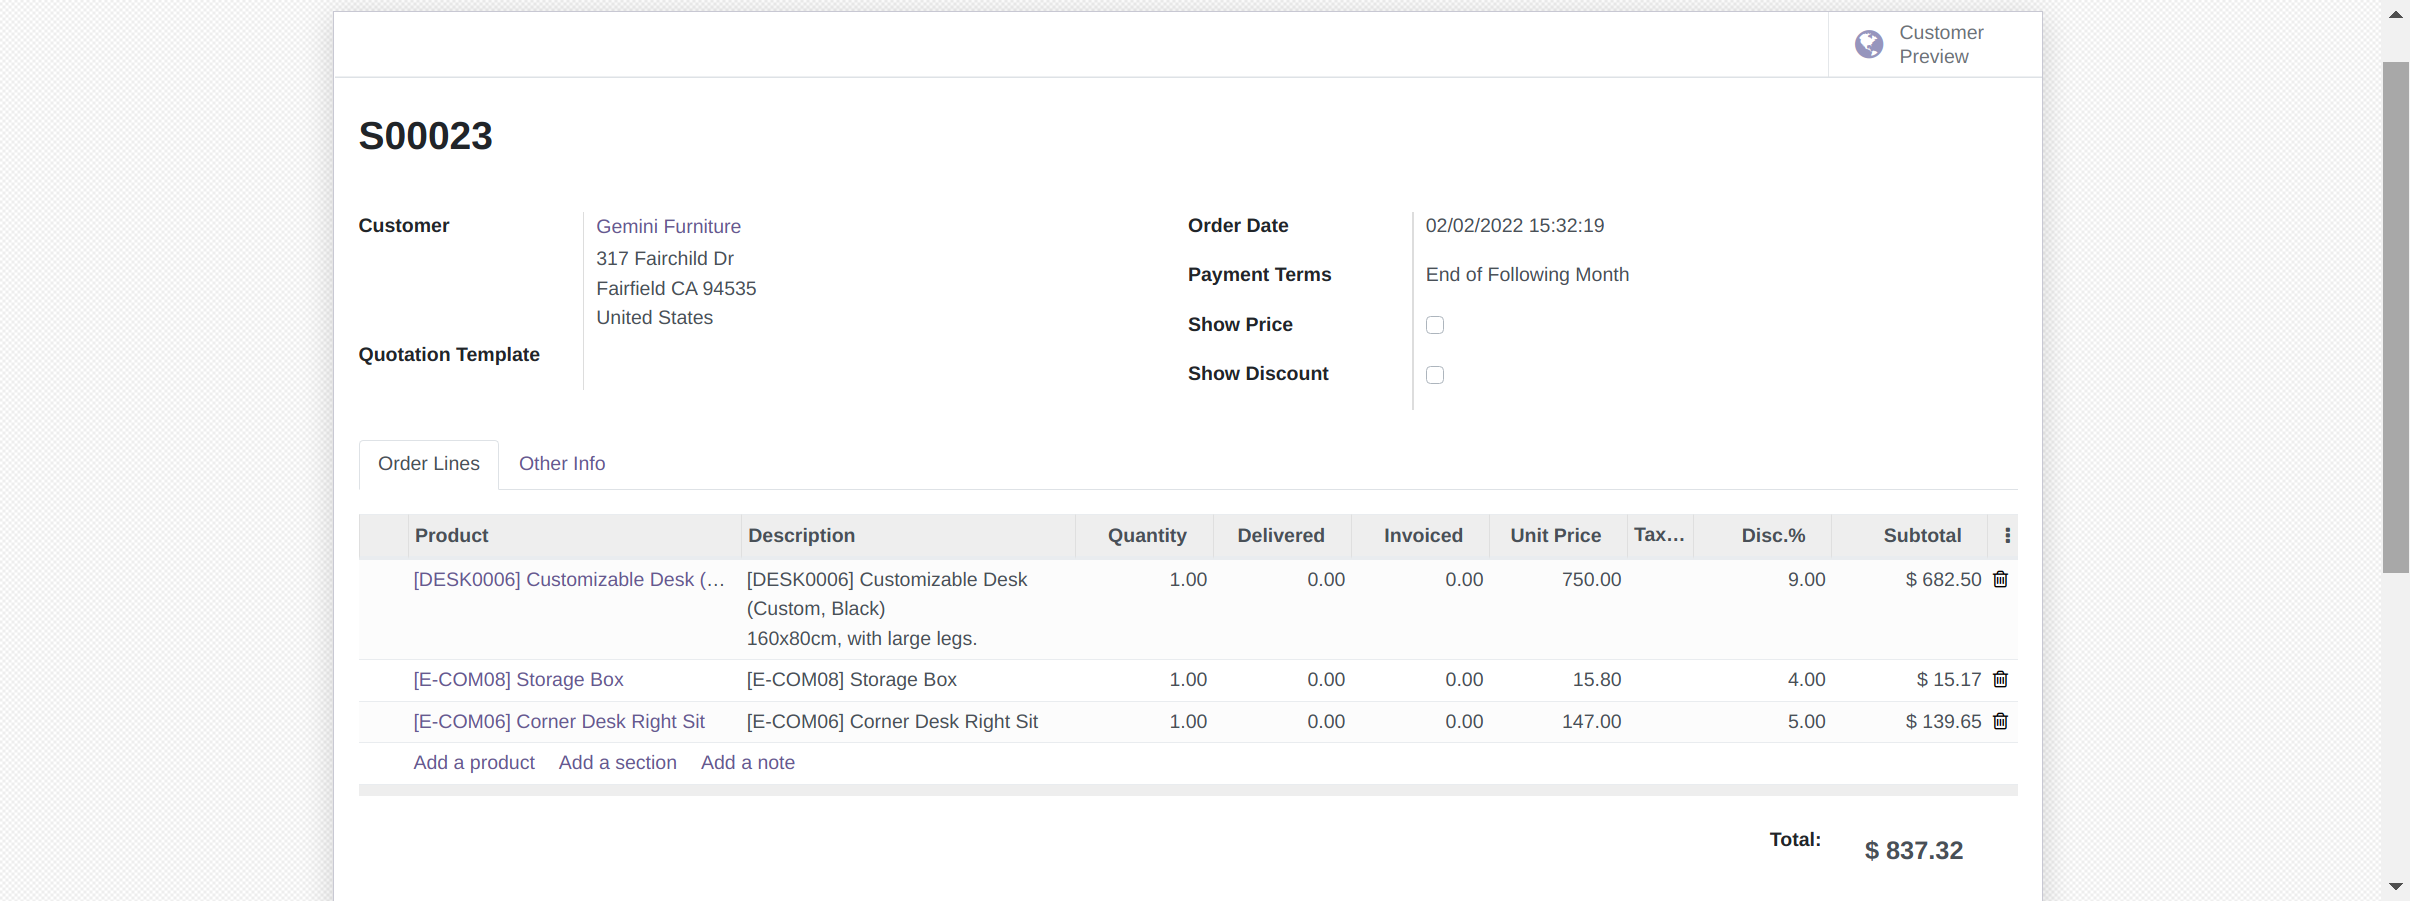 Customer
Preview
S00023
Customer
Gemini Furniture
317 Fairchild Dr
Fairfield CA 94535
United States
Quotation Template
Order Date 02/02/2022 15:32:19
Payment Terms End of Following Month
Show Price
Show Discount
Order Lines Other Info
Product Description Quantity Delivered Invoiced Unit Price Tax... Disc.% Subtotal
[DESK0006] Customizable Desk (... [DESK0006] Customizable Desk 1.00 0.00 0.00 750.00 9.00 $ 682.50
(Custom, Black)
160x80cm, with large legs.
[E-COM08] Storage Box [E-COM08] Storage Box 1.00 0.00 0.00 15.80 4.00 $ 15.17
[E-COM06] Corner Desk Right Sit [E-COM06] Corner Desk Right Sit 1.00 0.00 0.00 147.00 5.00 $ 139.65
Add a product Add a section Add a note
Total: $ 837.32